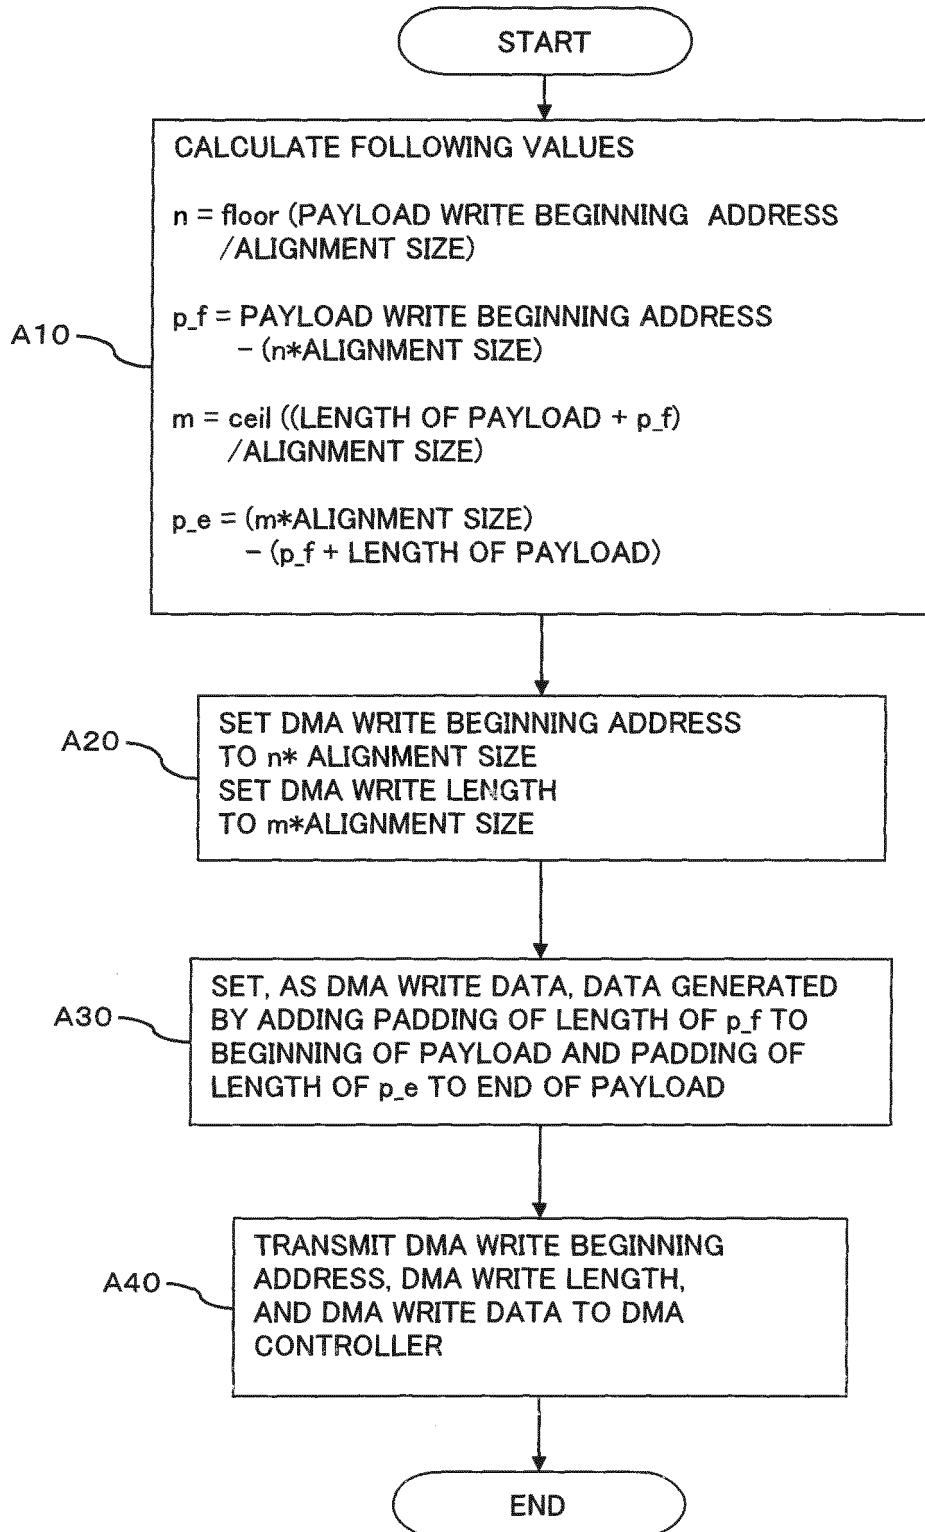 START
CALCULATE FOLLOWING VALUES
n = floor (PAYLOAD WRITE BEGINNING ADDRESS
/ALIGNMENT SIZE)
p_f = PAYLOAD WRITE BEGINNING ADDRESS
- (n*ALIGNMENT SIZE)
A10
m = ceil ((LENGTH OF PAYLOAD + p_f)
/ALIGNMENT SIZE)
p_e = (m*ALIGNMENT SIZE)
- (p_f + LENGTH OF PAYLOAD)
A20
SET DMA WRITE BEGINNING ADDRESS
TO n* ALIGNMENT SIZE
SET DMA WRITE LENGTH
TO m*ALIGNMENT SIZE
A30
SET, AS DMA WRITE DATA, DATA GENERATED
BY ADDING PADDING OF LENGTH OF p_f TO
BEGINNING OF PAYLOAD AND PADDING OF
LENGTH OF p_e TO END OF PAYLOAD
A40
TRANSMIT DMA WRITE BEGINNING
ADDRESS, DMA WRITE LENGTH,
AND DMA WRITE DATA TO DMA
CONTROLLER
END